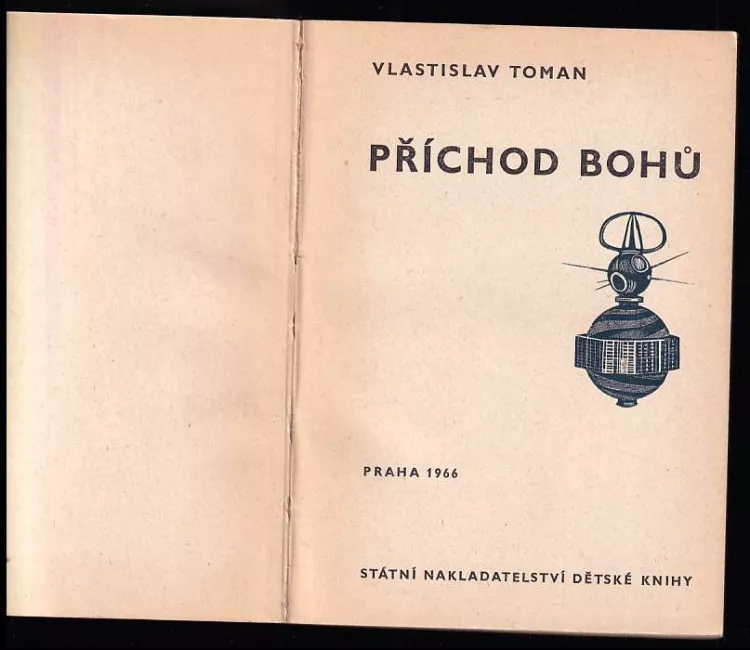 VLASTISLAV TOMAN
PŘÍCHOD BOHŮ
PRAHA 1966
STÁTNÍ NAKLADATELSTVÍ DĚTSKÉ KNIHY